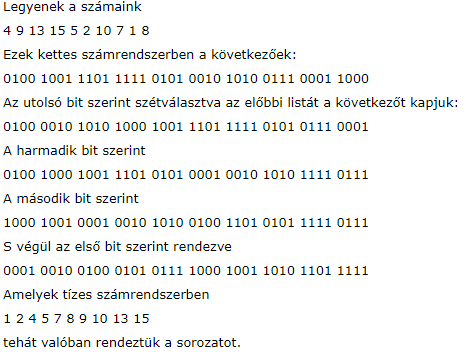 Legyenek a számaink
4 9 13 15 5 2 10 7 1 8
Ezek kettes számrendszerben a következőek:
0100 1001 1101 1111 0101 0010 1010 0111 0001 1000
Az utolsó bit szerint szétválasztva az előbbi listát a következőt kapjuk:
0100 0010 1010 1000 1001 1101 1111 0101 0111 0001
A harmadik bit szerint
0100 1000 1001 1101 0101 0001 0010 1010 1111 0111
A második bit szerint
1000 1001 0001 0010 1010 0100 1101 0101 1111 0111
S végül az első bit szerint rendezve
0001 0010 0100 0101 0111 1000 1001 1010 1101 1111
Amelyek tízes számrendszerben
1 2 4 5 7 8 9 10 13 15
tehát valóban rendeztük a sorozatot.